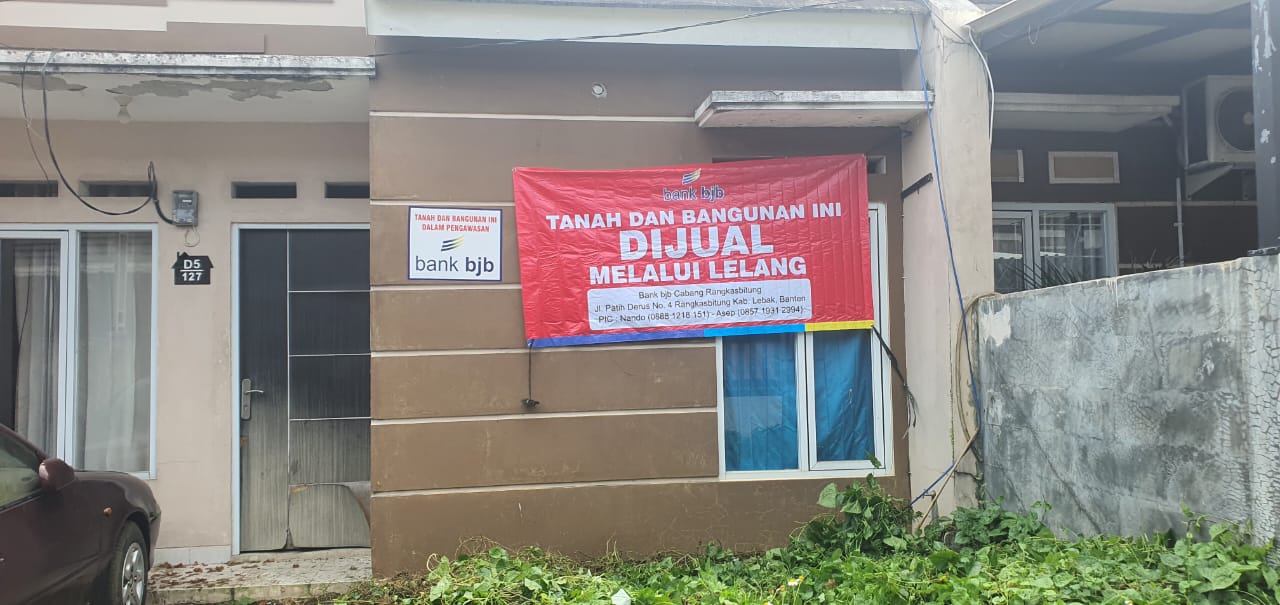 TANAH DAN BANGUNAN INI
DALAM PENGAWASAN
bank bjb
D5
127
bank bjb
TANAH DAN BANGUNAN INI
DIJUAL
MELALUI LELANG
Bank bjb Cabang Rangkasbitung
Jl. Patih Derus No. 4 Rangkasbitung Kab. Lebak, Banten
PIC : Nando (0888 1218 151) - Asep (0857 1931 2994)